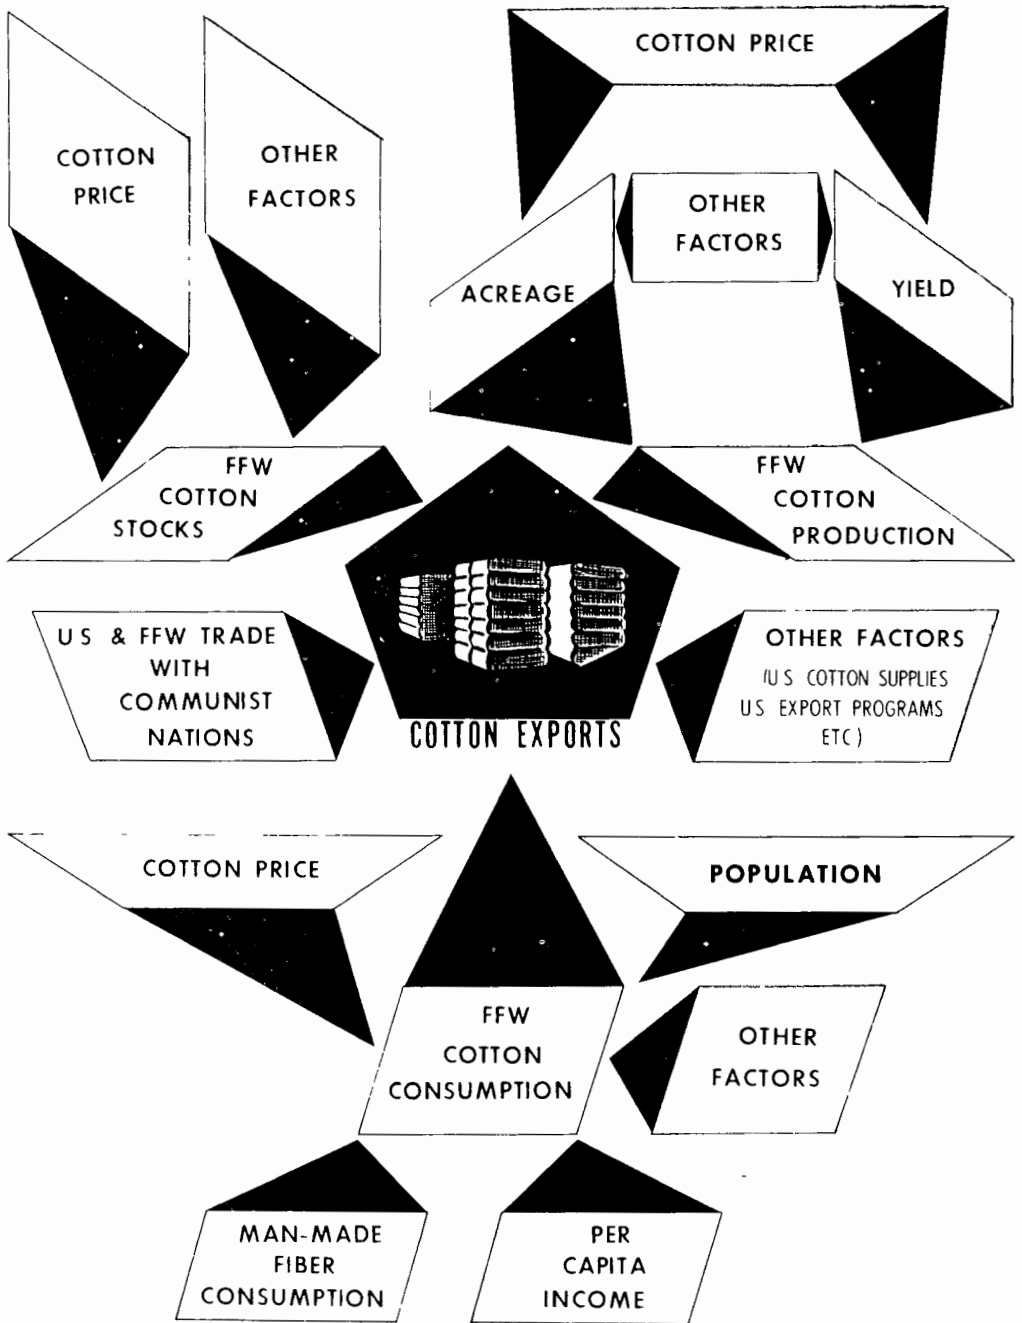 COTTON PRICE
COTTON
PRICE
OTHER
FACTORS
OTHER
FACTORS
ACREAGE
YIELD
FFW
COTTON
STOCKS
FFW
COTTON
PRODUCTION
U S & FFW TRADE
WITH
COMMUNIST
NATIONS
OTHER FACTORS
(U S COTTON SUPPLIES
U S EXPORT PROGRAMS
ETC )
COTTON EXPORTS
COTTON PRICE
POPULATION
FFW
COTTON
CONSUMPTION
OTHER
FACTORS
MAN-MADE
FIBER
CONSUMPTION
PER
CAPITA
INCOME